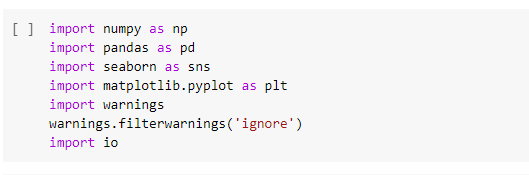 [ ] import numpy as np
import pandas as pd
import seaborn as sns
import matplotlib.pyplot as plt
import warnings
warnings.filterwarnings('ignore')
import io